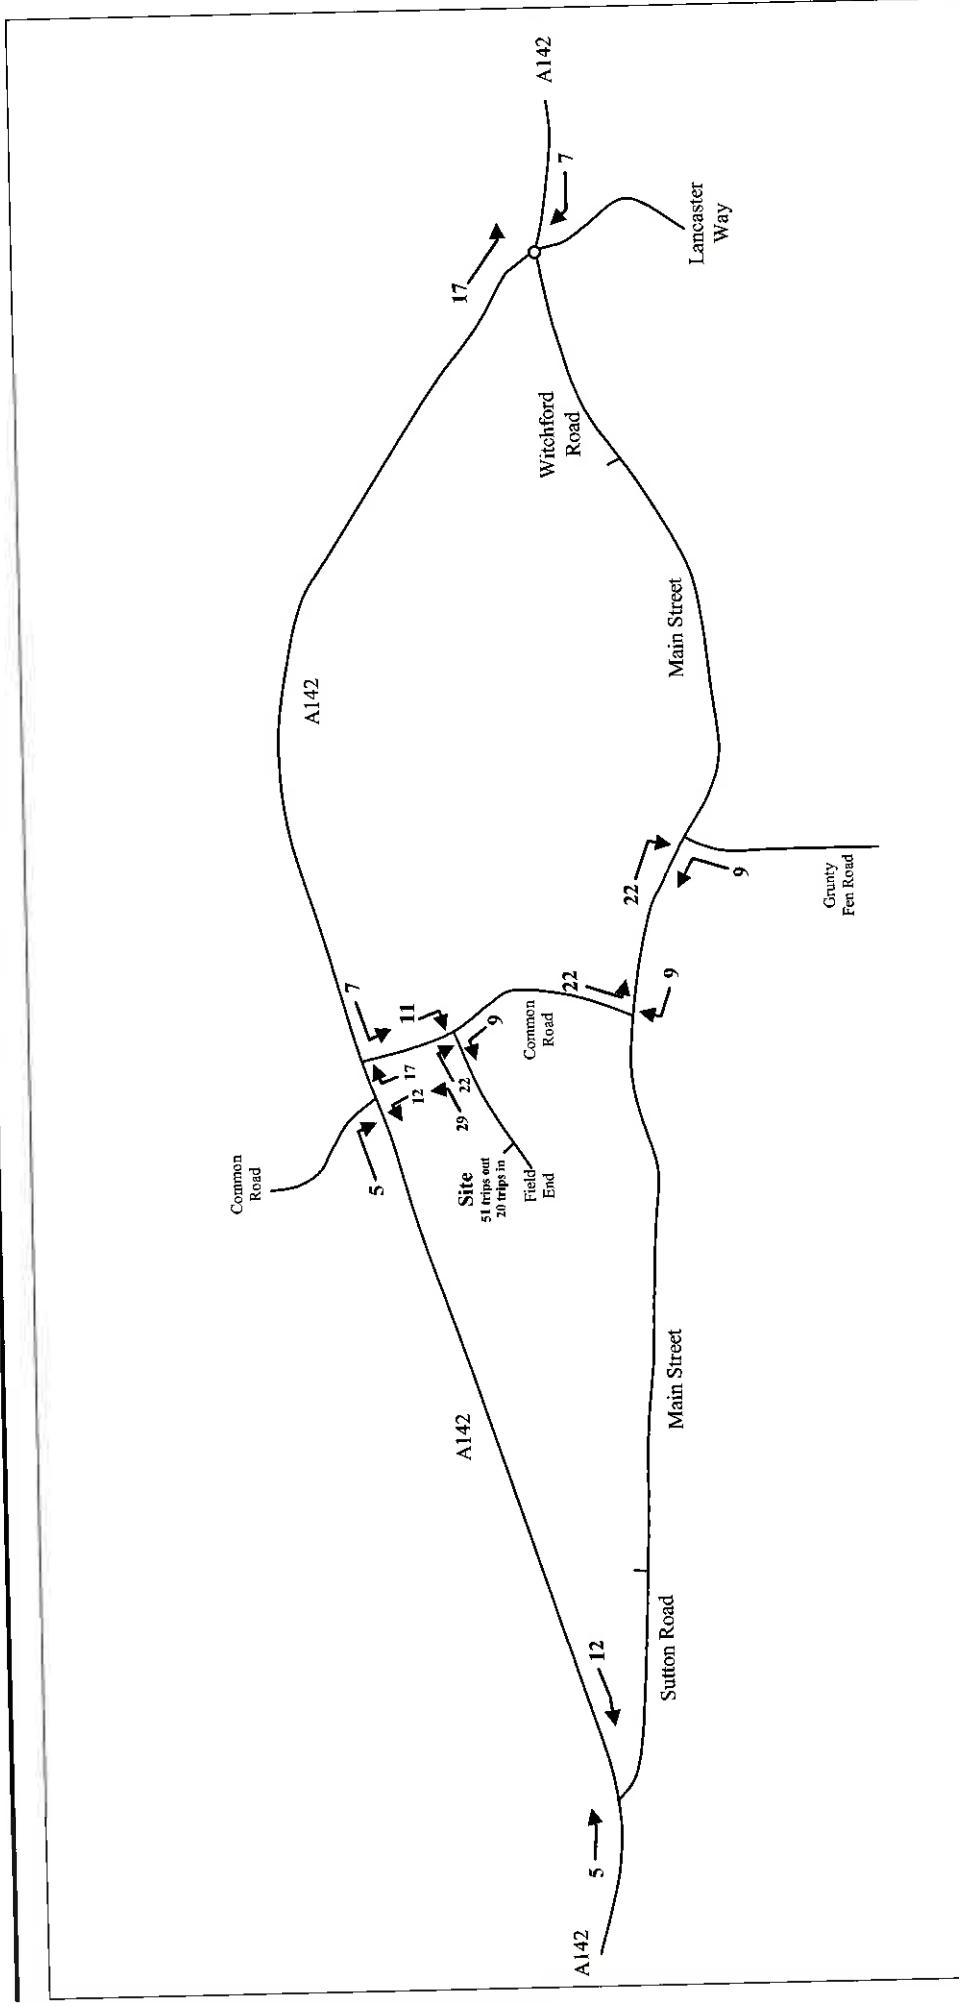 A142
7
17
Lancaster
Way
Witchford
Road
Main Street
A142
22
9
Grunty
Fen Road
7
11
22
9
9
Common
Road
17
12
22
29
Common
Road
5
Site
51 trips out
20 trips in
Field
End
Main Street
A142
12
Sutton Road
5
A142